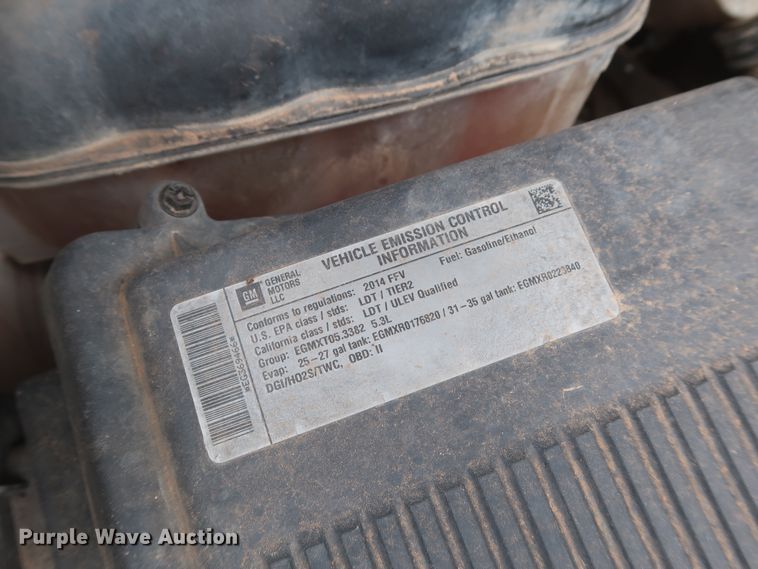 GM
GENERAL
MOTORS
LLC
VEHICLE EMISSION CONTROL
INFORMATION
Conforms to regulations: 2014 FFV Fuel: Gasoline/Ethanol
U.S. EPA class / stds: LDT / TIER2
California class / stds: LDT / ULEV Qualified
Group: EGMXT05.3382 5.3L
Evap: 25-27 gal tank: EGMXR0176820 / 31-35 gal tank: EGMXR0223840
DGI/HO2S/TWC, OBD: II
*EG369466*
Purple Wave Auction